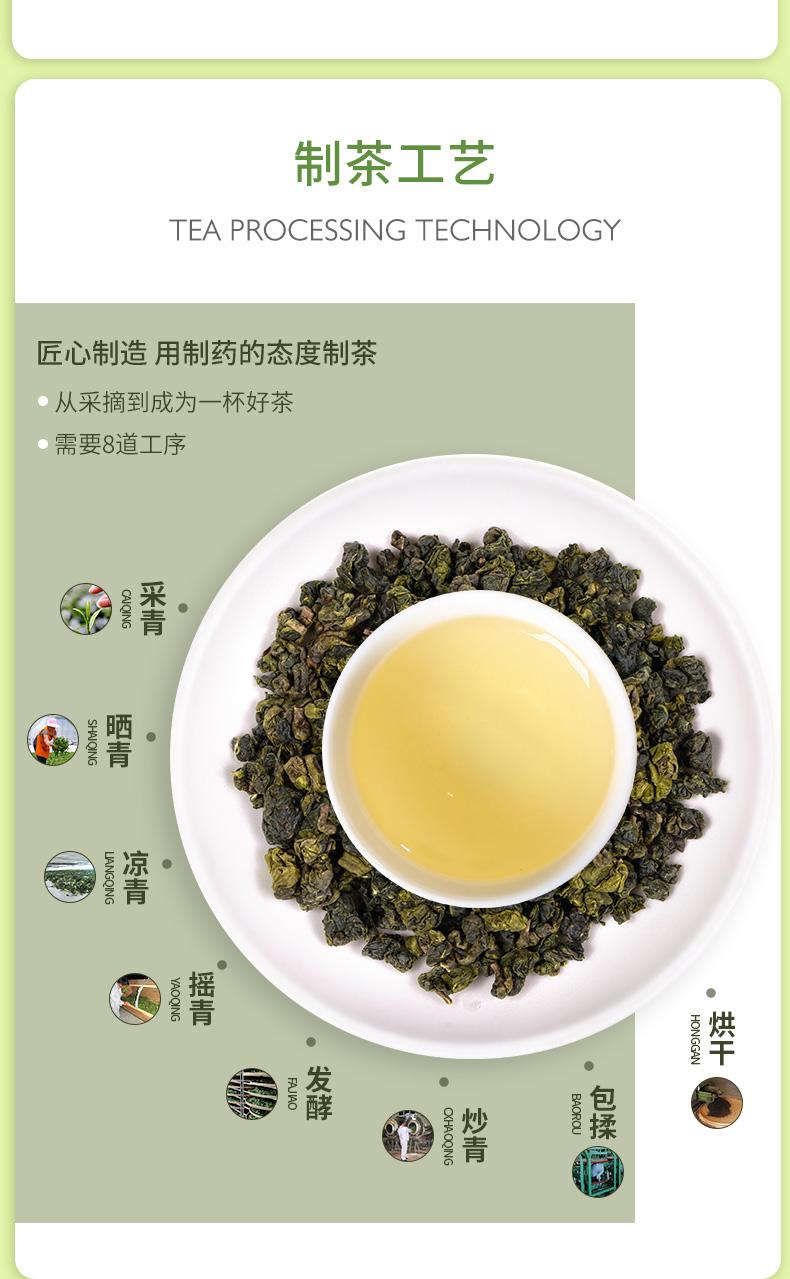 制茶工艺
TEA PROCESSING TECHNOLOGY
匠心制造 用制药的态度制茶
从采摘到成为一杯好茶
需要8道工序
采青
CAIQING
晒青
SHAIQING
凉青
LIANGQING
摇青
YAOQING
发酵
FAJIAO
炒青
CXHAOQING
包揉
BAOROU
烘干
HONGGAN